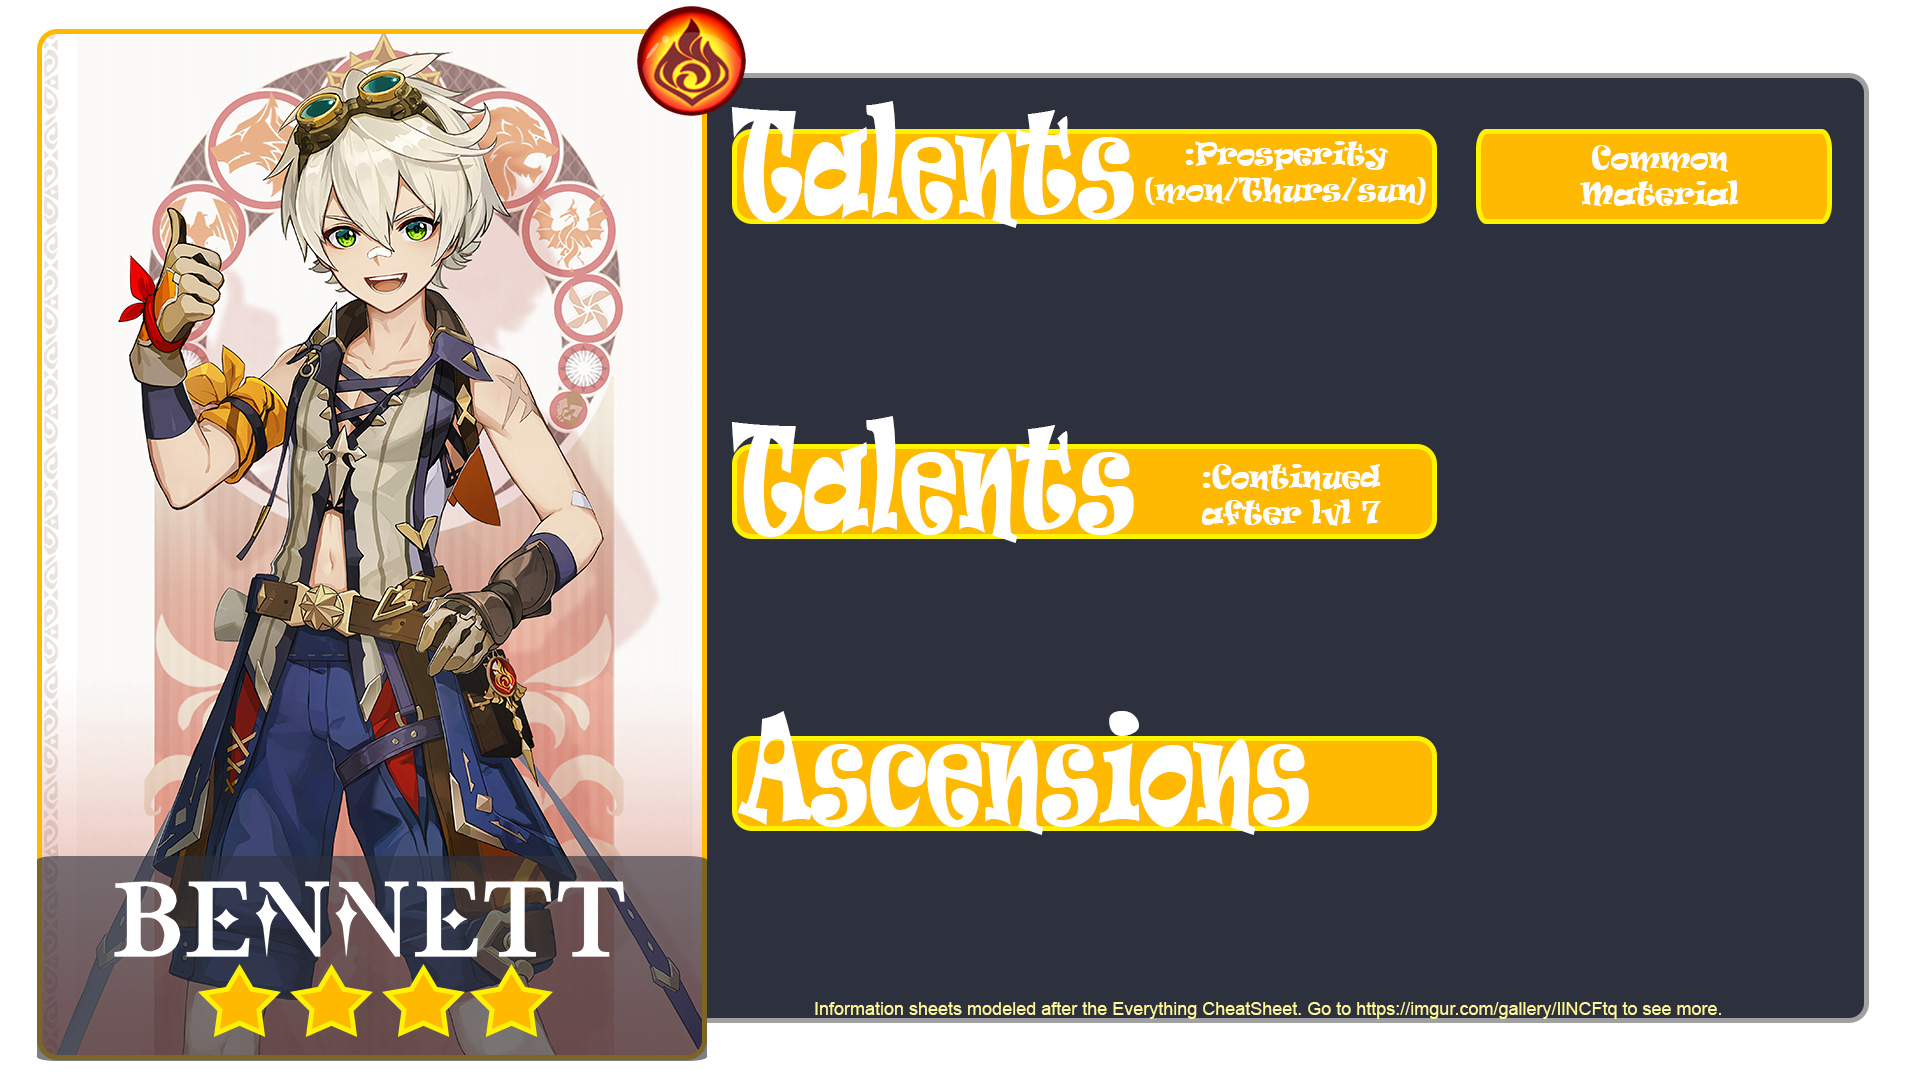 Talents :Prosperity
(mon/Thurs/sun)
Common
Material
Talents :Continued
after lvl 7
Ascensions
BENNETT
Information sheets modeled after the Everything CheatSheet. Go to https://imgur.com/gallery/IINCFtq to see more.